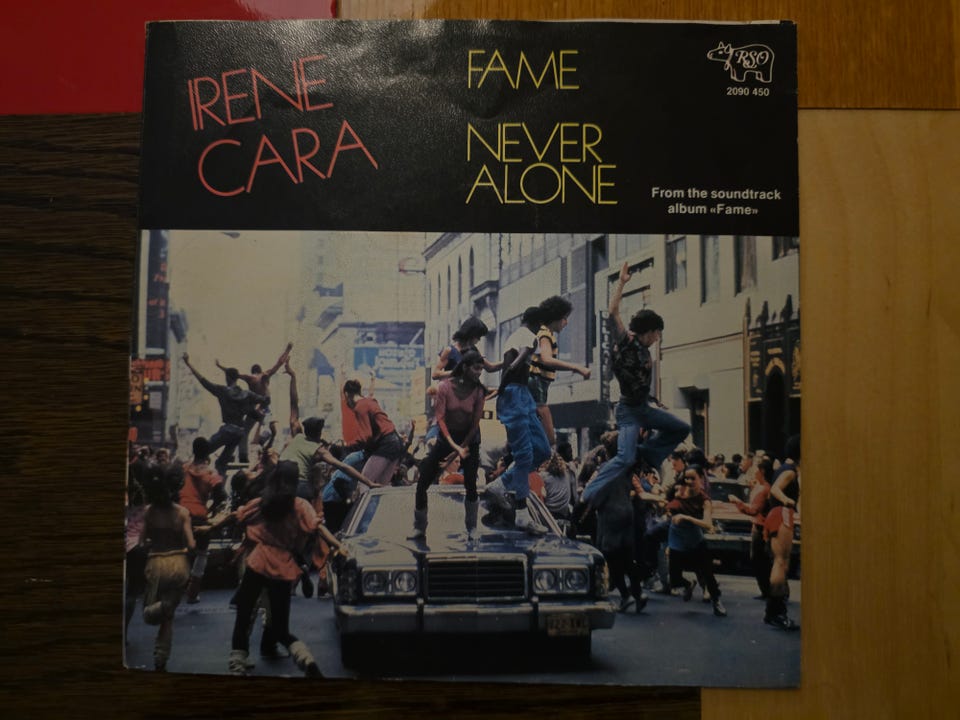 IRENE
CARA
FAME
NEVER
ALONE
RSO
2090 450
From the soundtrack
album «Fame»